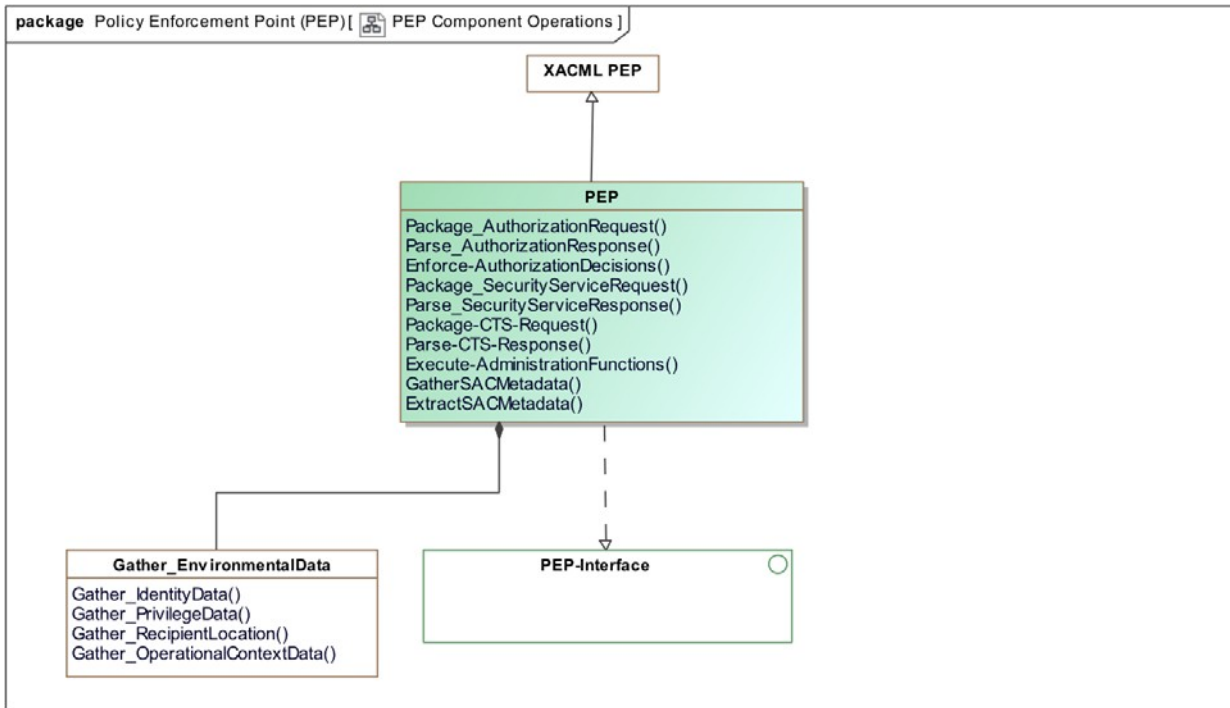 package Policy Enforcement Point (PEP)[ PEP Component Operations ]
XACML PEP
PEP
Package_AuthorizationRequest()
Parse_AuthorizationResponse()
Enforce-AuthorizationDecisions()
Package_SecurityServiceRequest()
Parse_SecurityServiceResponse()
Package-CTS-Request()
Parse-CTS-Response()
Execute-AdministrationFunctions()
GatherSACMetadata()
ExtractSACMetadata()
Gather_EnvironmentalData
Gather_IdentityData()
Gather_PrivilegeData()
Gather_RecipientLocation()
Gather_OperationalContextData()
PEP-Interface